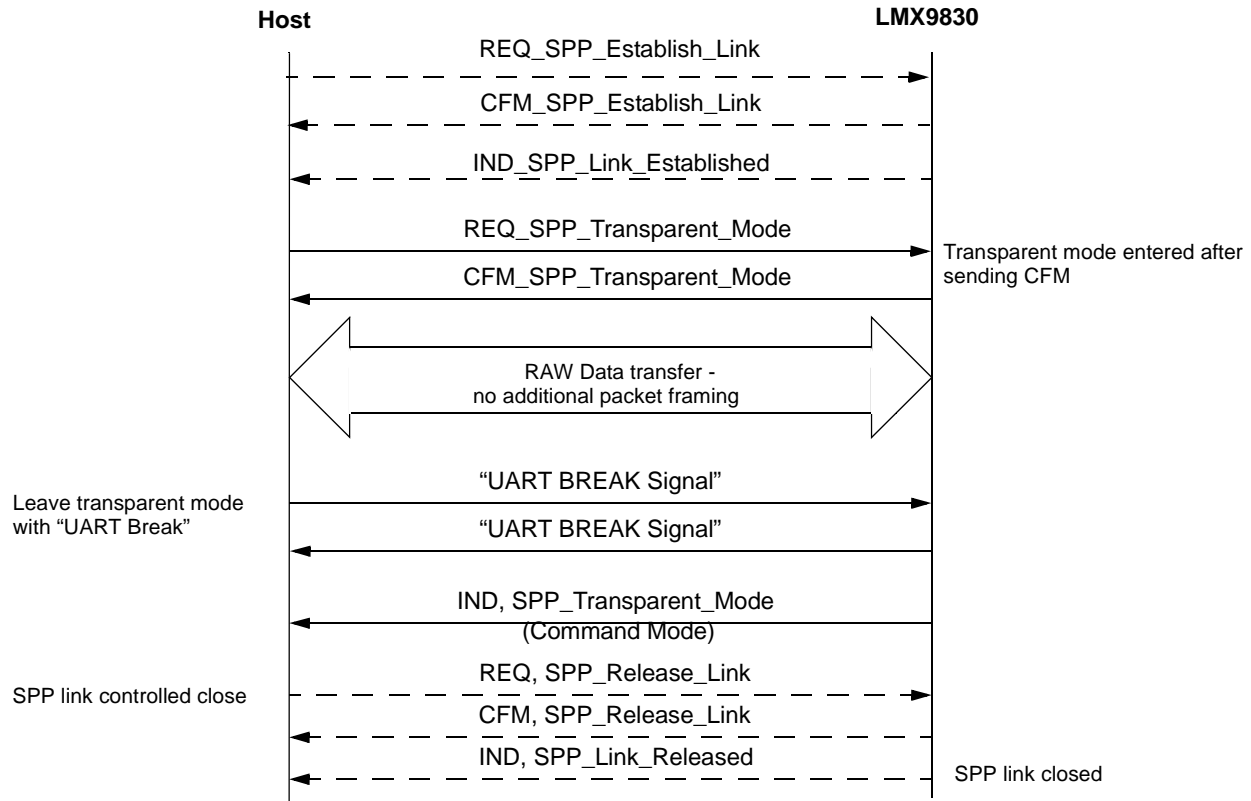 Host
LMX9830
REQ_SPP_Establish_Link
CFM_SPP_Establish_Link
IND_SPP_Link_Established
REQ_SPP_Transparent_Mode
Transparent mode entered after
sending CFM
CFM_SPP_Transparent_Mode
RAW Data transfer -
no additional packet framing
“UART BREAK Signal”
Leave transparent mode
with “UART Break”
“UART BREAK Signal”
IND, SPP_Transparent_Mode
(Command Mode)
REQ, SPP_Release_Link
SPP link controlled close
CFM, SPP_Release_Link
IND, SPP_Link_Released
SPP link closed